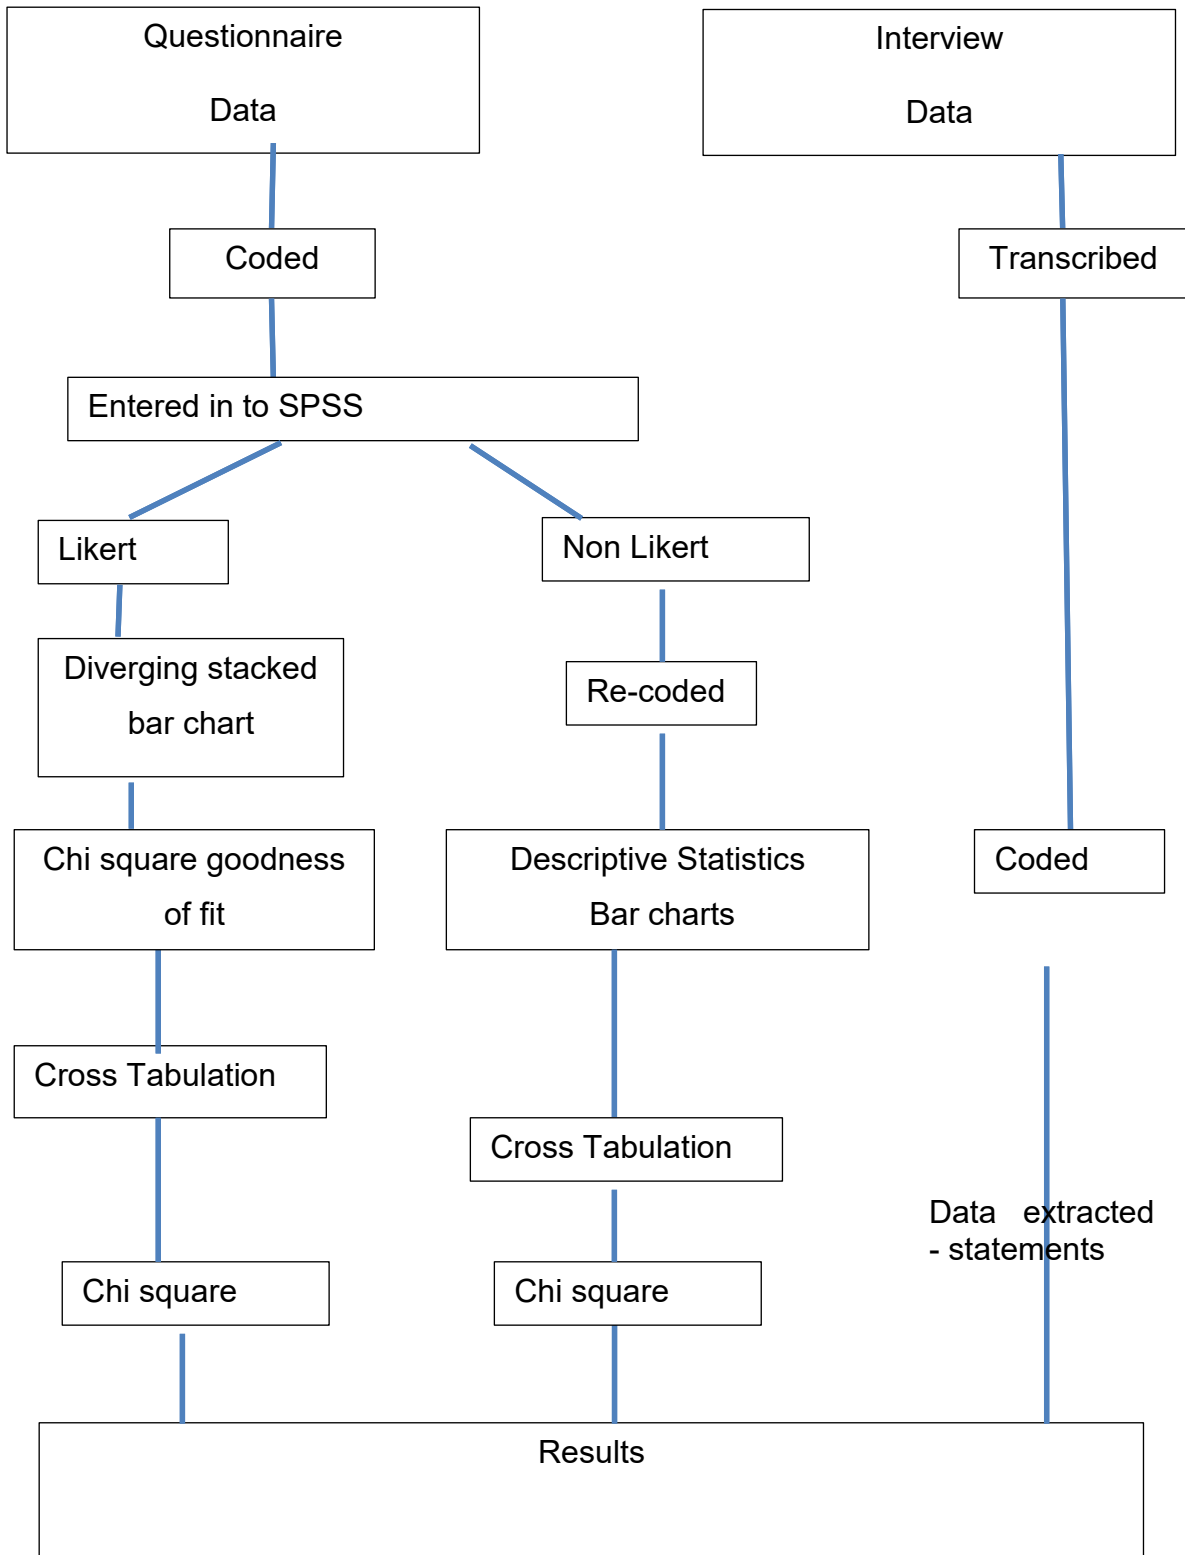 Questionnaire
Data
Interview
Data
Coded
Transcribed
Entered in to SPSS
Likert
Non Likert
Diverging stacked
bar chart
Re-coded
Chi square goodness
of fit
Descriptive Statistics
Bar charts
Coded
Cross Tabulation
Cross Tabulation
Data extracted
- statements
Chi square
Chi square
Results